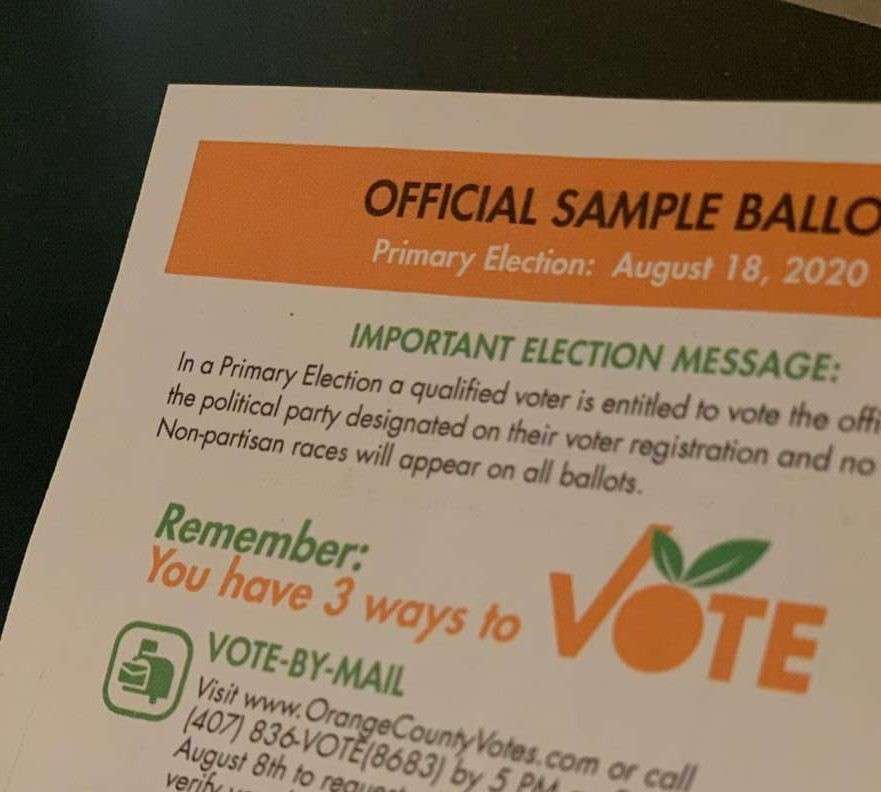 OFFICIAL SAMPLE BALLO
Primary Election: August 18, 2020
IMPORTANT ELECTION MESSAGE:
In a Primary Election a qualified voter is entitled to vote the offi
the political party designated on their voter registration and no
Non-partisan races will appear on all ballots.
Remember:
You have 3 ways to VOTE
VOTE-BY-MAIL
Visit www.OrangeCountyVotes.com or call
(407) 836-VOTE(8683) by 5 PM
August 8th to reques
verify